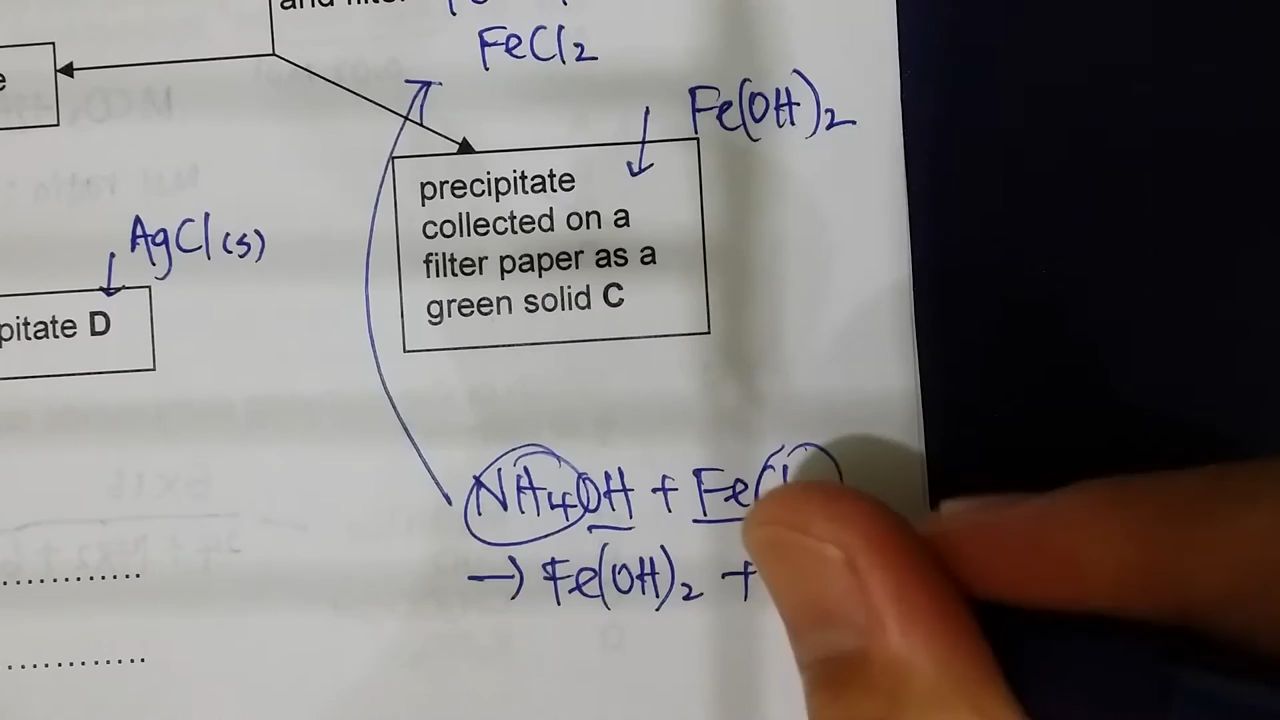 and filter
FeCl2
Fe(OH)2
e
precipitate
collected on a
filter paper as a
green solid C
AgCl(s)
pitate D
NH4OH + Fe
→ Fe(OH)2 +